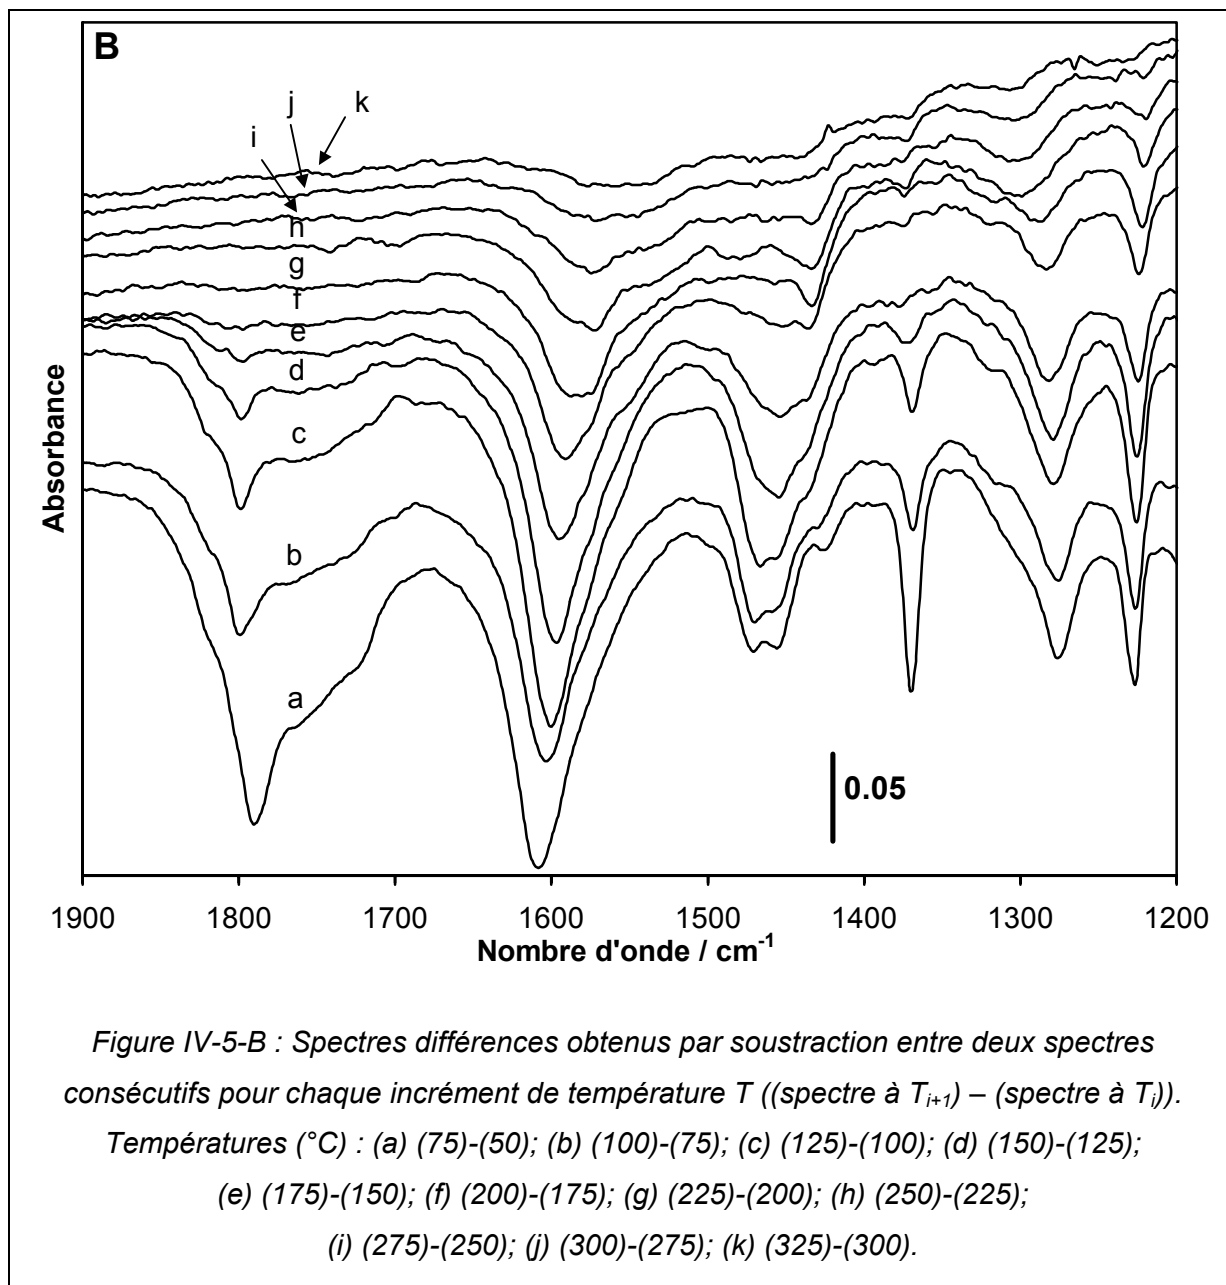 B
k
j
i
h
g
f
e
d
c
b
a
Absorbance
0.05
1900 1800 1700 1600 1500 1400 1300 1200
Nombre d'onde / cm-1
Figure IV-5-B : Spectres différences obtenus par soustraction entre deux spectres
consécutifs pour chaque incrément de température T ((spectre à Ti+1) – (spectre à Ti)).
Températures (°C) : (a) (75)-(50); (b) (100)-(75); (c) (125)-(100); (d) (150)-(125);
(e) (175)-(150); (f) (200)-(175); (g) (225)-(200); (h) (250)-(225);
(i) (275)-(250); (j) (300)-(275); (k) (325)-(300).